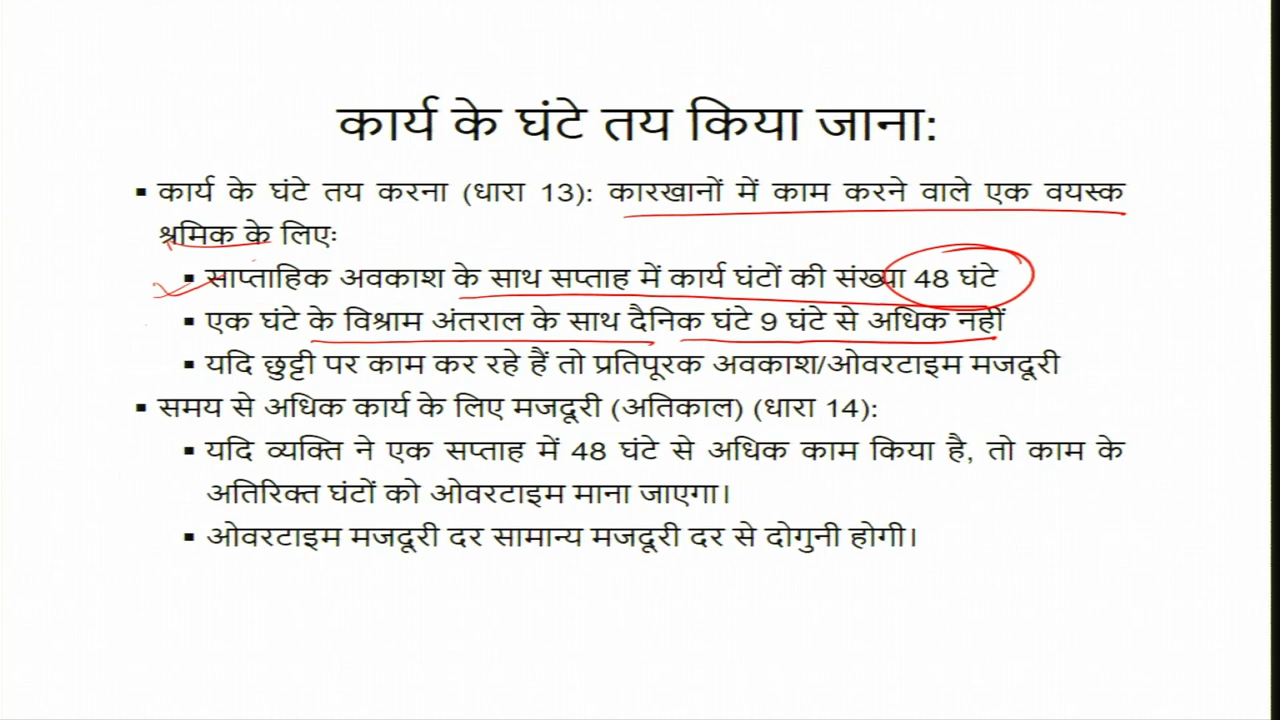 कार्य के घंटे तय किया जाना:
▪ कार्य के घंटे तय करना (धारा 13): कारखानों में काम करने वाले एक वयस्क
श्रमिक के लिए:
▪ साप्ताहिक अवकाश के साथ सप्ताह में कार्य घंटों की संख्या 48 घंटे
▪ एक घंटे के विश्राम अंतराल के साथ दैनिक घंटे 9 घंटे से अधिक नहीं
▪ यदि छुट्टी पर काम कर रहे हैं तो प्रतिपूरक अवकाश/ओवरटाइम मजदूरी
▪ समय से अधिक कार्य के लिए मजदूरी (अतिकाल) (धारा 14):
▪ यदि व्यक्ति ने एक सप्ताह में 48 घंटे से अधिक काम किया है, तो काम के
अतिरिक्त घंटों को ओवरटाइम माना जाएगा।
▪ ओवरटाइम मजदूरी दर सामान्य मजदूरी दर से दोगुनी होगी।